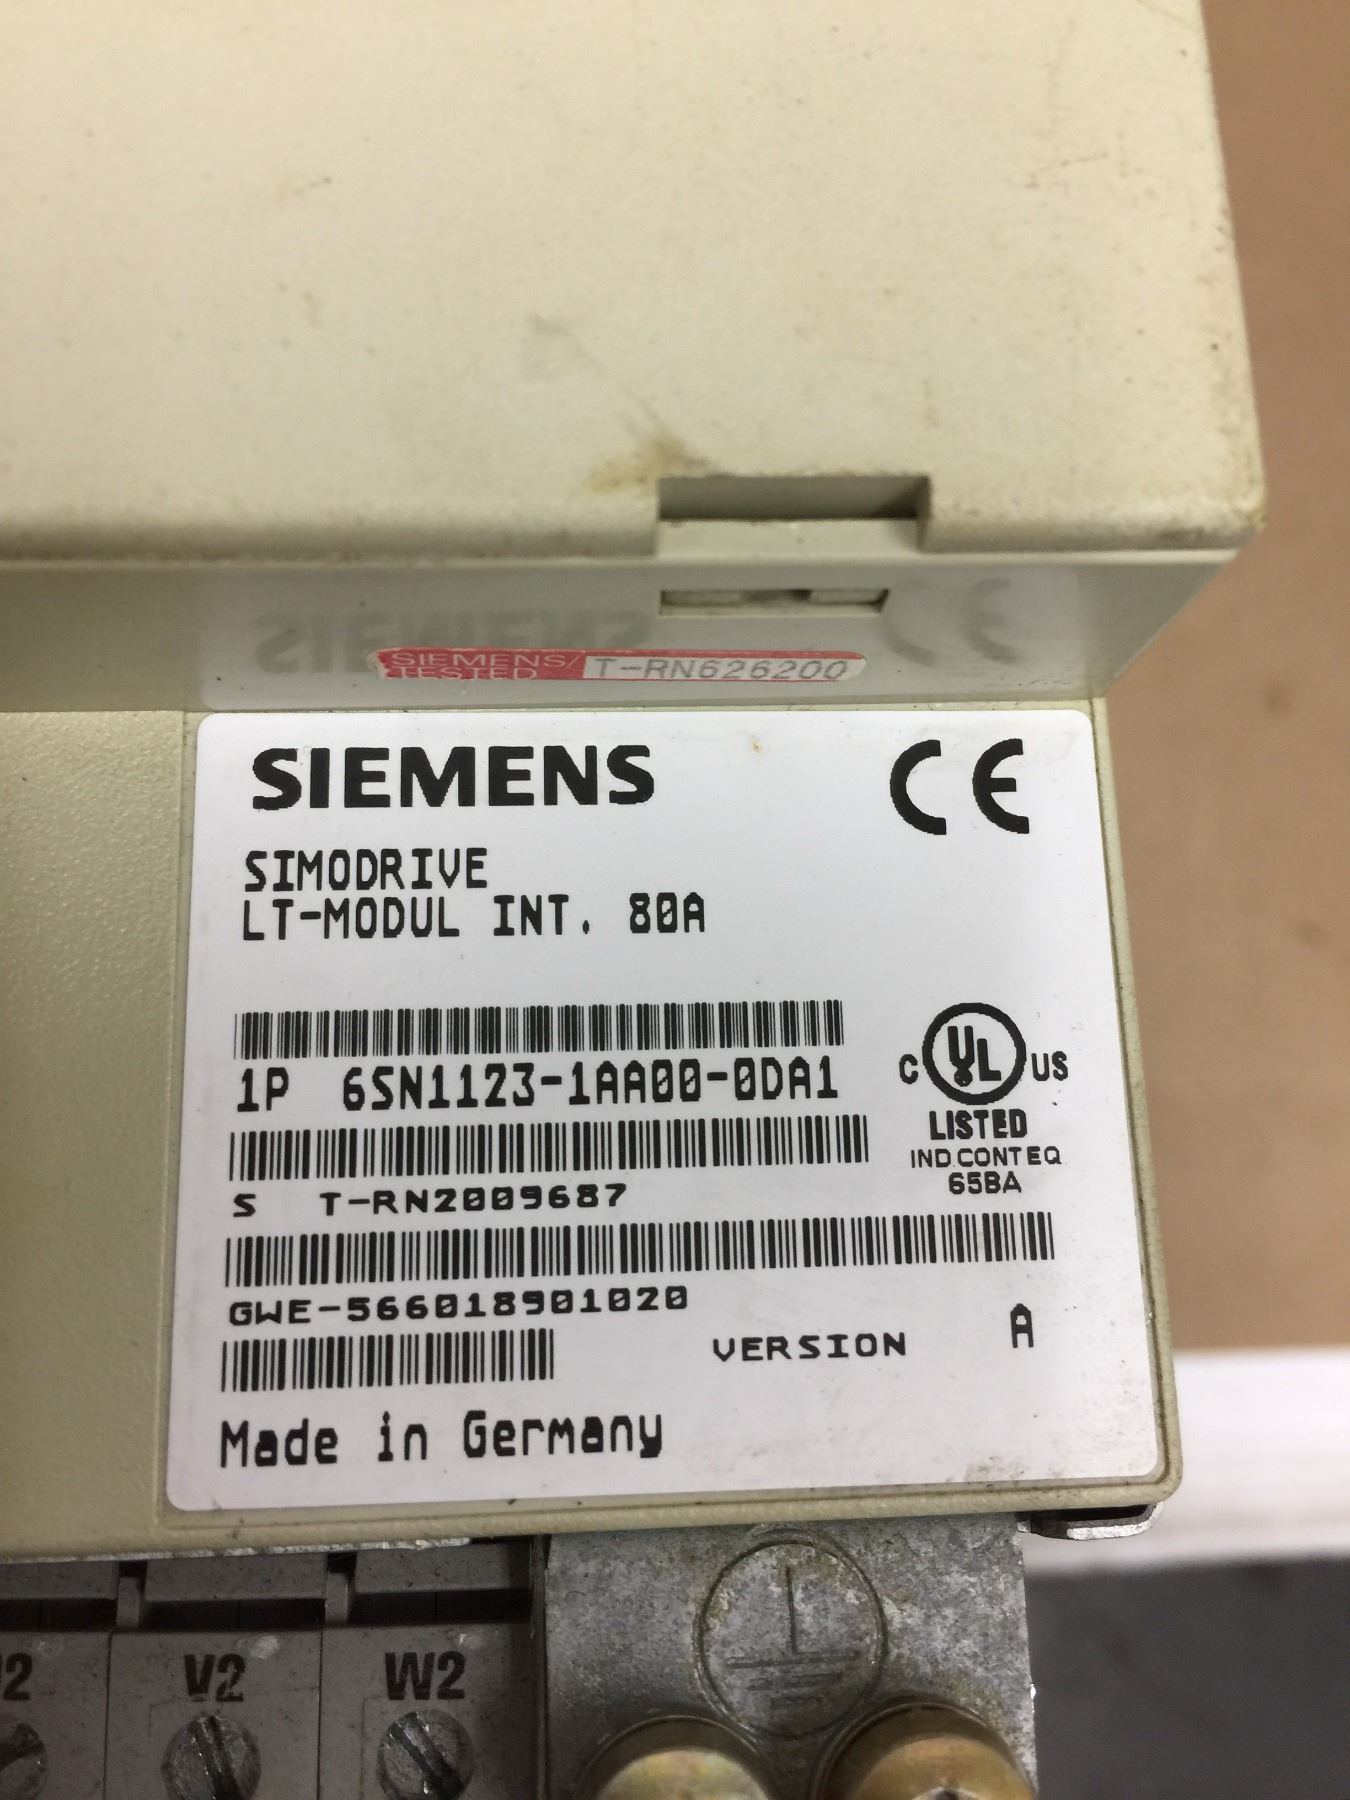 SIEMENS
SIEMENS/ TESTED T-RN626200
SIEMENS CE
SIMODRIVE
LT-MODUL INT. 80A
1P 6SN1123-1AA00-0DA1
C UL US
LISTED
IND.CONT EQ
65BA
S T-RN2009687
GWE-566018901020
VERSION A
Made in Germany
V2 W2